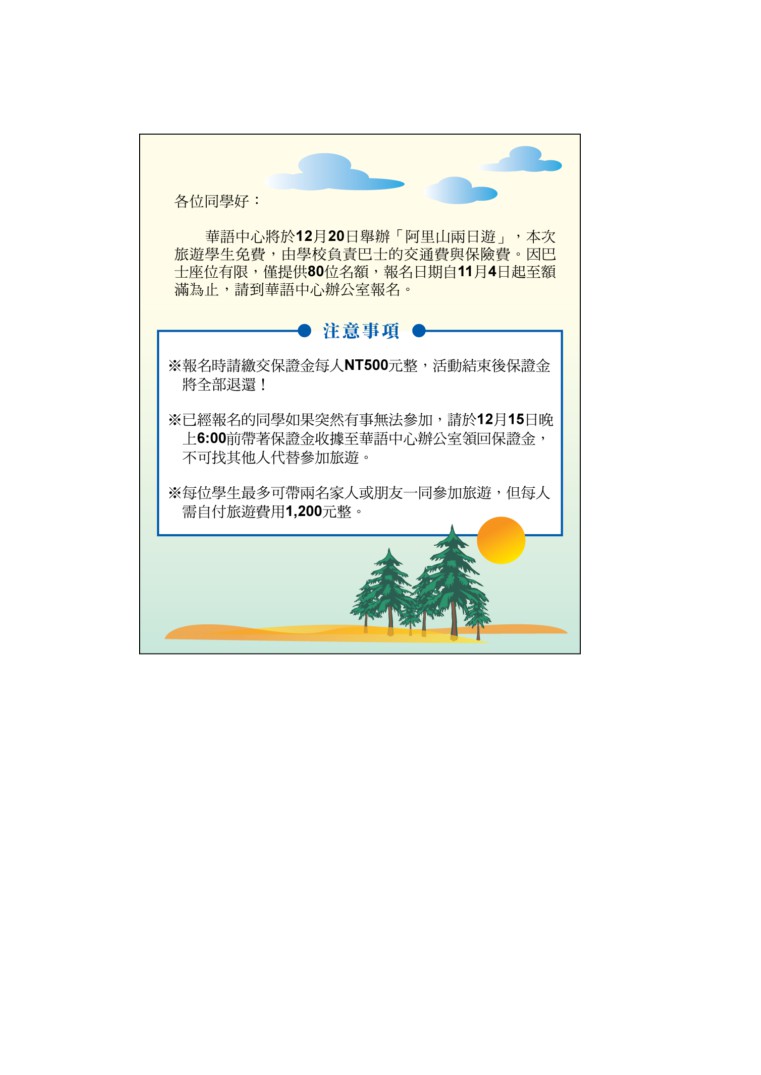 各位同學好：
華語中心將於12月20日舉辦「阿里山兩日遊」，本次
旅遊學生免費，由學校負責巴士的交通費與保險費。因巴
士座位有限，僅提供80位名額，報名日期自11月4日起至額
滿為止，請到華語中心辦公室報名。
注意事項
※報名時請繳交保證金每人NT500元整，活動結束後保證金
將全部退還！
※已經報名的同學如果突然有事無法參加，請於12月15日晚
上6:00前帶著保證金收據至華語中心辦公室領回保證金，
不可找其他人代替參加旅遊。
※每位學生最多可帶兩名家人或朋友一同參加旅遊，但每人
需自付旅遊費用1,200元整。